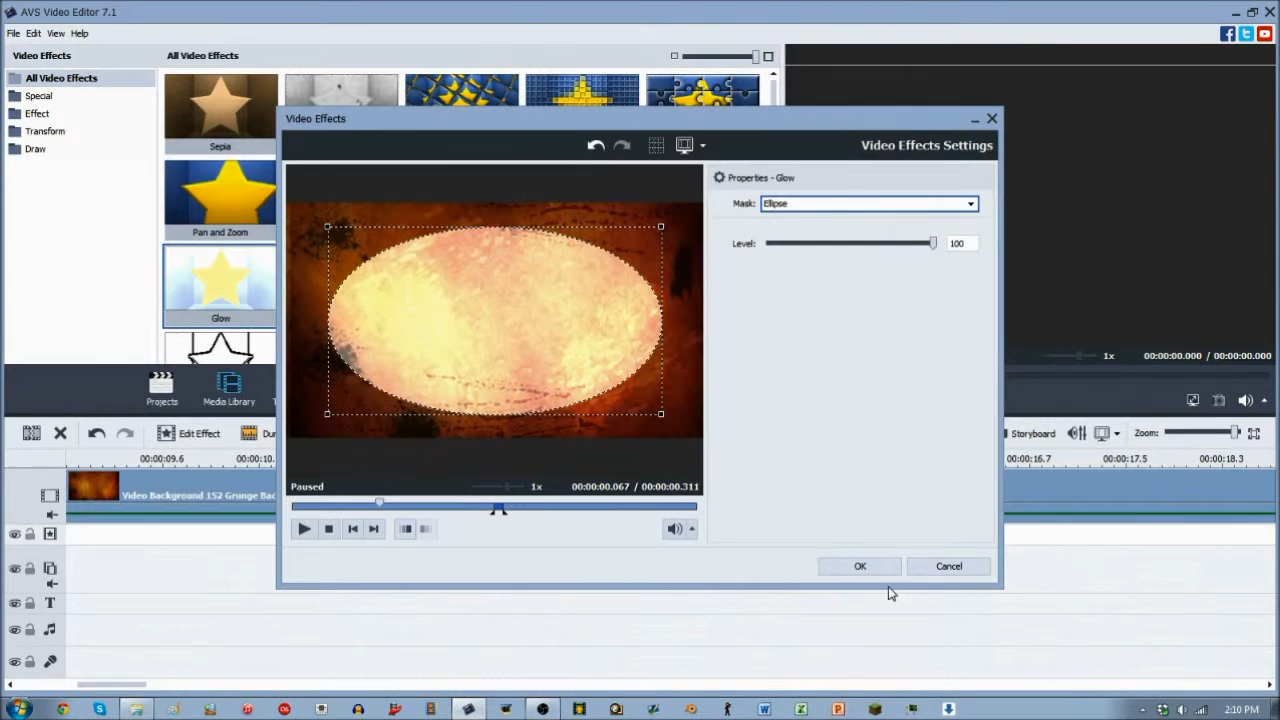 AVS Video Editor 7.1
File Edit View Help
Video Effects
All Video Effects
All Video Effects
Special
Effect
Transform
Draw
Sepia
Pan and Zoom
Glow
Video Effects
Video Effects Settings
Properties - Glow
Mask: Ellipse
Level: 100
Paused
1x
00:00:00.067 / 00:00:00.311
OK
Cancel
1x
00:00:00.000 / 00:00:00.000
Projects
Media Library
Edit Effect
Storyboard
Zoom:
00:00:09.6
00:00:10.
00:00:16.7
00:00:17.5
00:00:18.3
Video Background 152 Grunge Bac
T
2:10 PM